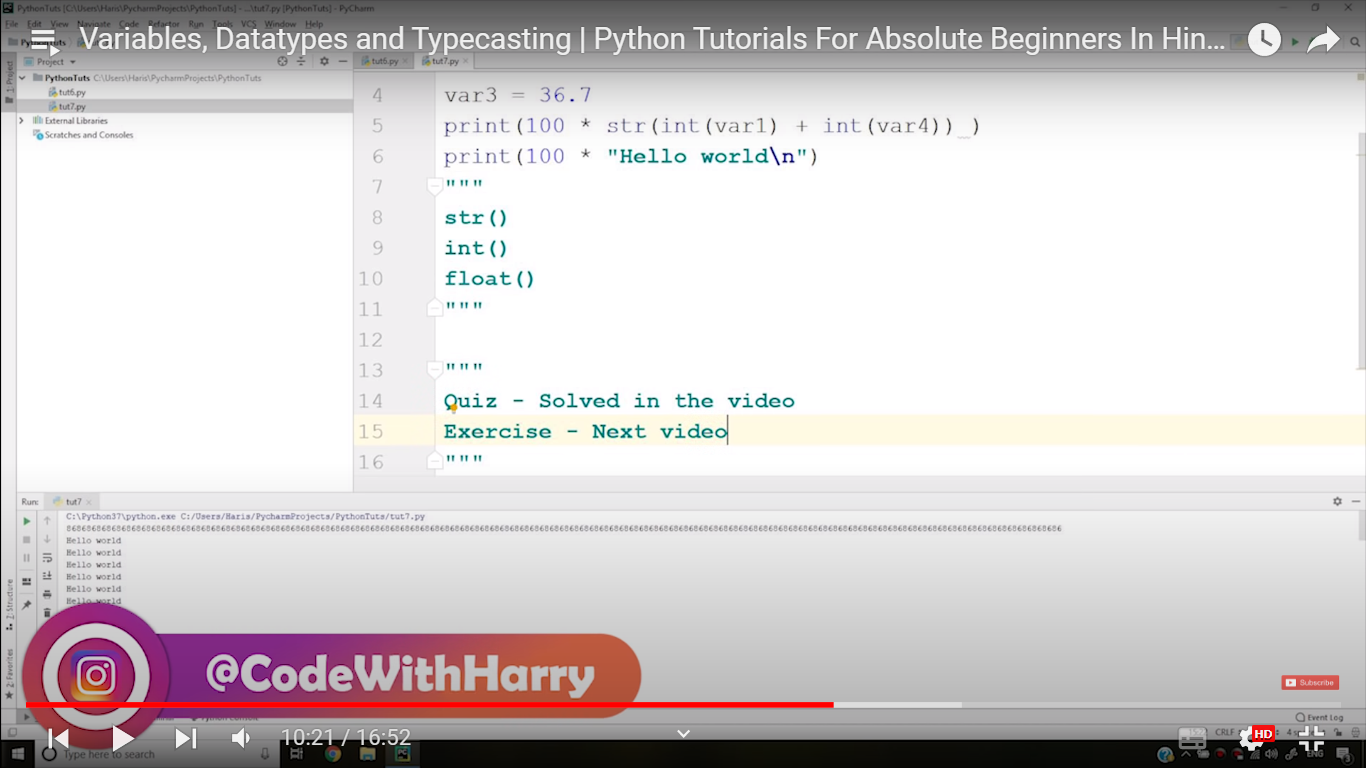 PythonTuts [C:\Users\Haris\PycharmProjects\PythonTuts] - ...\tut7.py [PythonTuts] - PyCharm
File Edit View Navigate Code Refactor Run Tools VCS Window Help
Variables, Datatypes and Typecasting | Python Tutorials For Absolute Beginners In Hin...
Project
tut6.py
tut7.py
PythonTuts C:\Users\Haris\PycharmProjects\PythonTuts
tut6.py
tut7.py
External Libraries
Scratches and Consoles
4 var3 = 36.7
5 print(100 * str(int(var1) + int(var4)) )
6 print(100 * "Hello world\n")
7 """
8 str()
9 int()
10 float()
11 """
12
13 """
14 Quiz - Solved in the video
15 Exercise - Next video
16 """
Run: tut7
C:\Python37\python.exe C:/Users/Haris/PycharmProjects/PythonTuts/tut7.py
Hello world
Hello world
Hello world
Hello world
Hello world
Hello world
@CodeWithHarry
Subscribe
1: Project
7: Structure
2: Favorites
Event Log
10:21 / 16:52
HD
CRLF
Type here to search
ENG